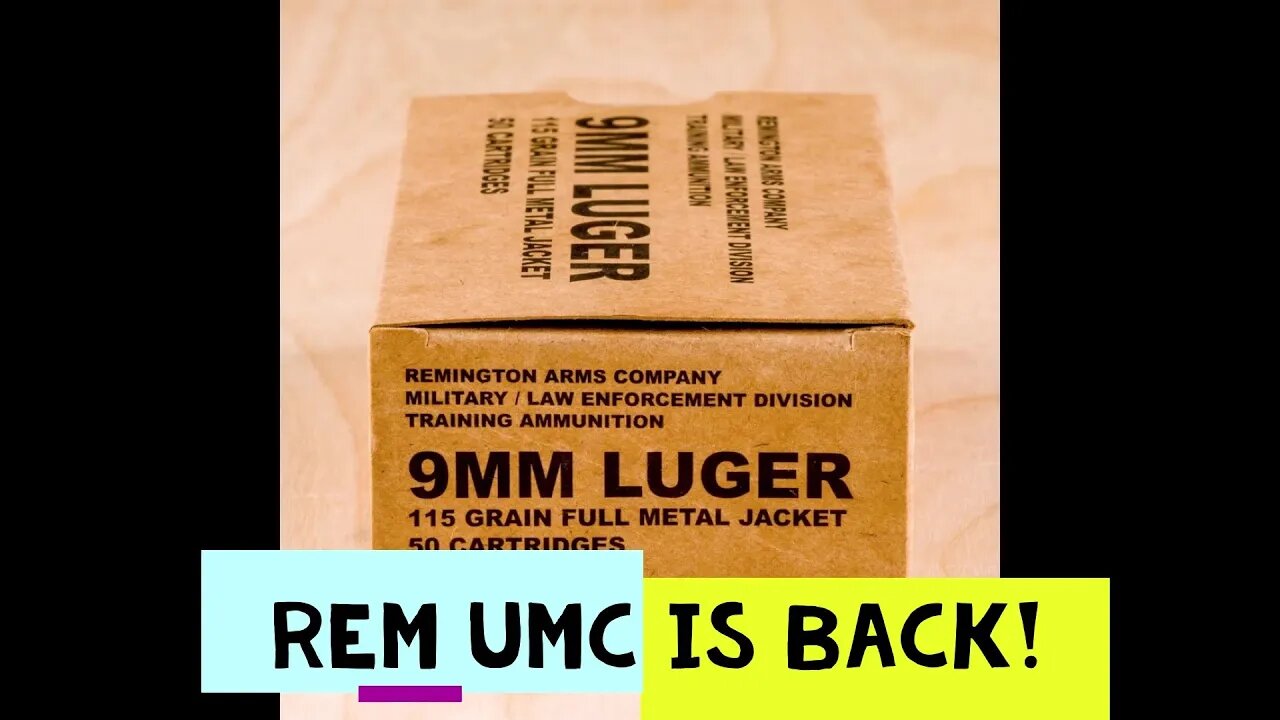 REMINGTON ARMS COMPANY
MILITARY / LAW ENFORCEMENT DIVISION
TRAINING AMMUNITION
9MM LUGER
115 GRAIN FULL METAL JACKET
50 CARTRIDGES
REMINGTON ARMS COMPANY
MILITARY / LAW ENFORCEMENT DIVISION
TRAINING AMMUNITION
9MM LUGER
115 GRAIN FULL METAL JACKET
50 CARTRIDGES
REM UMC IS BACK!